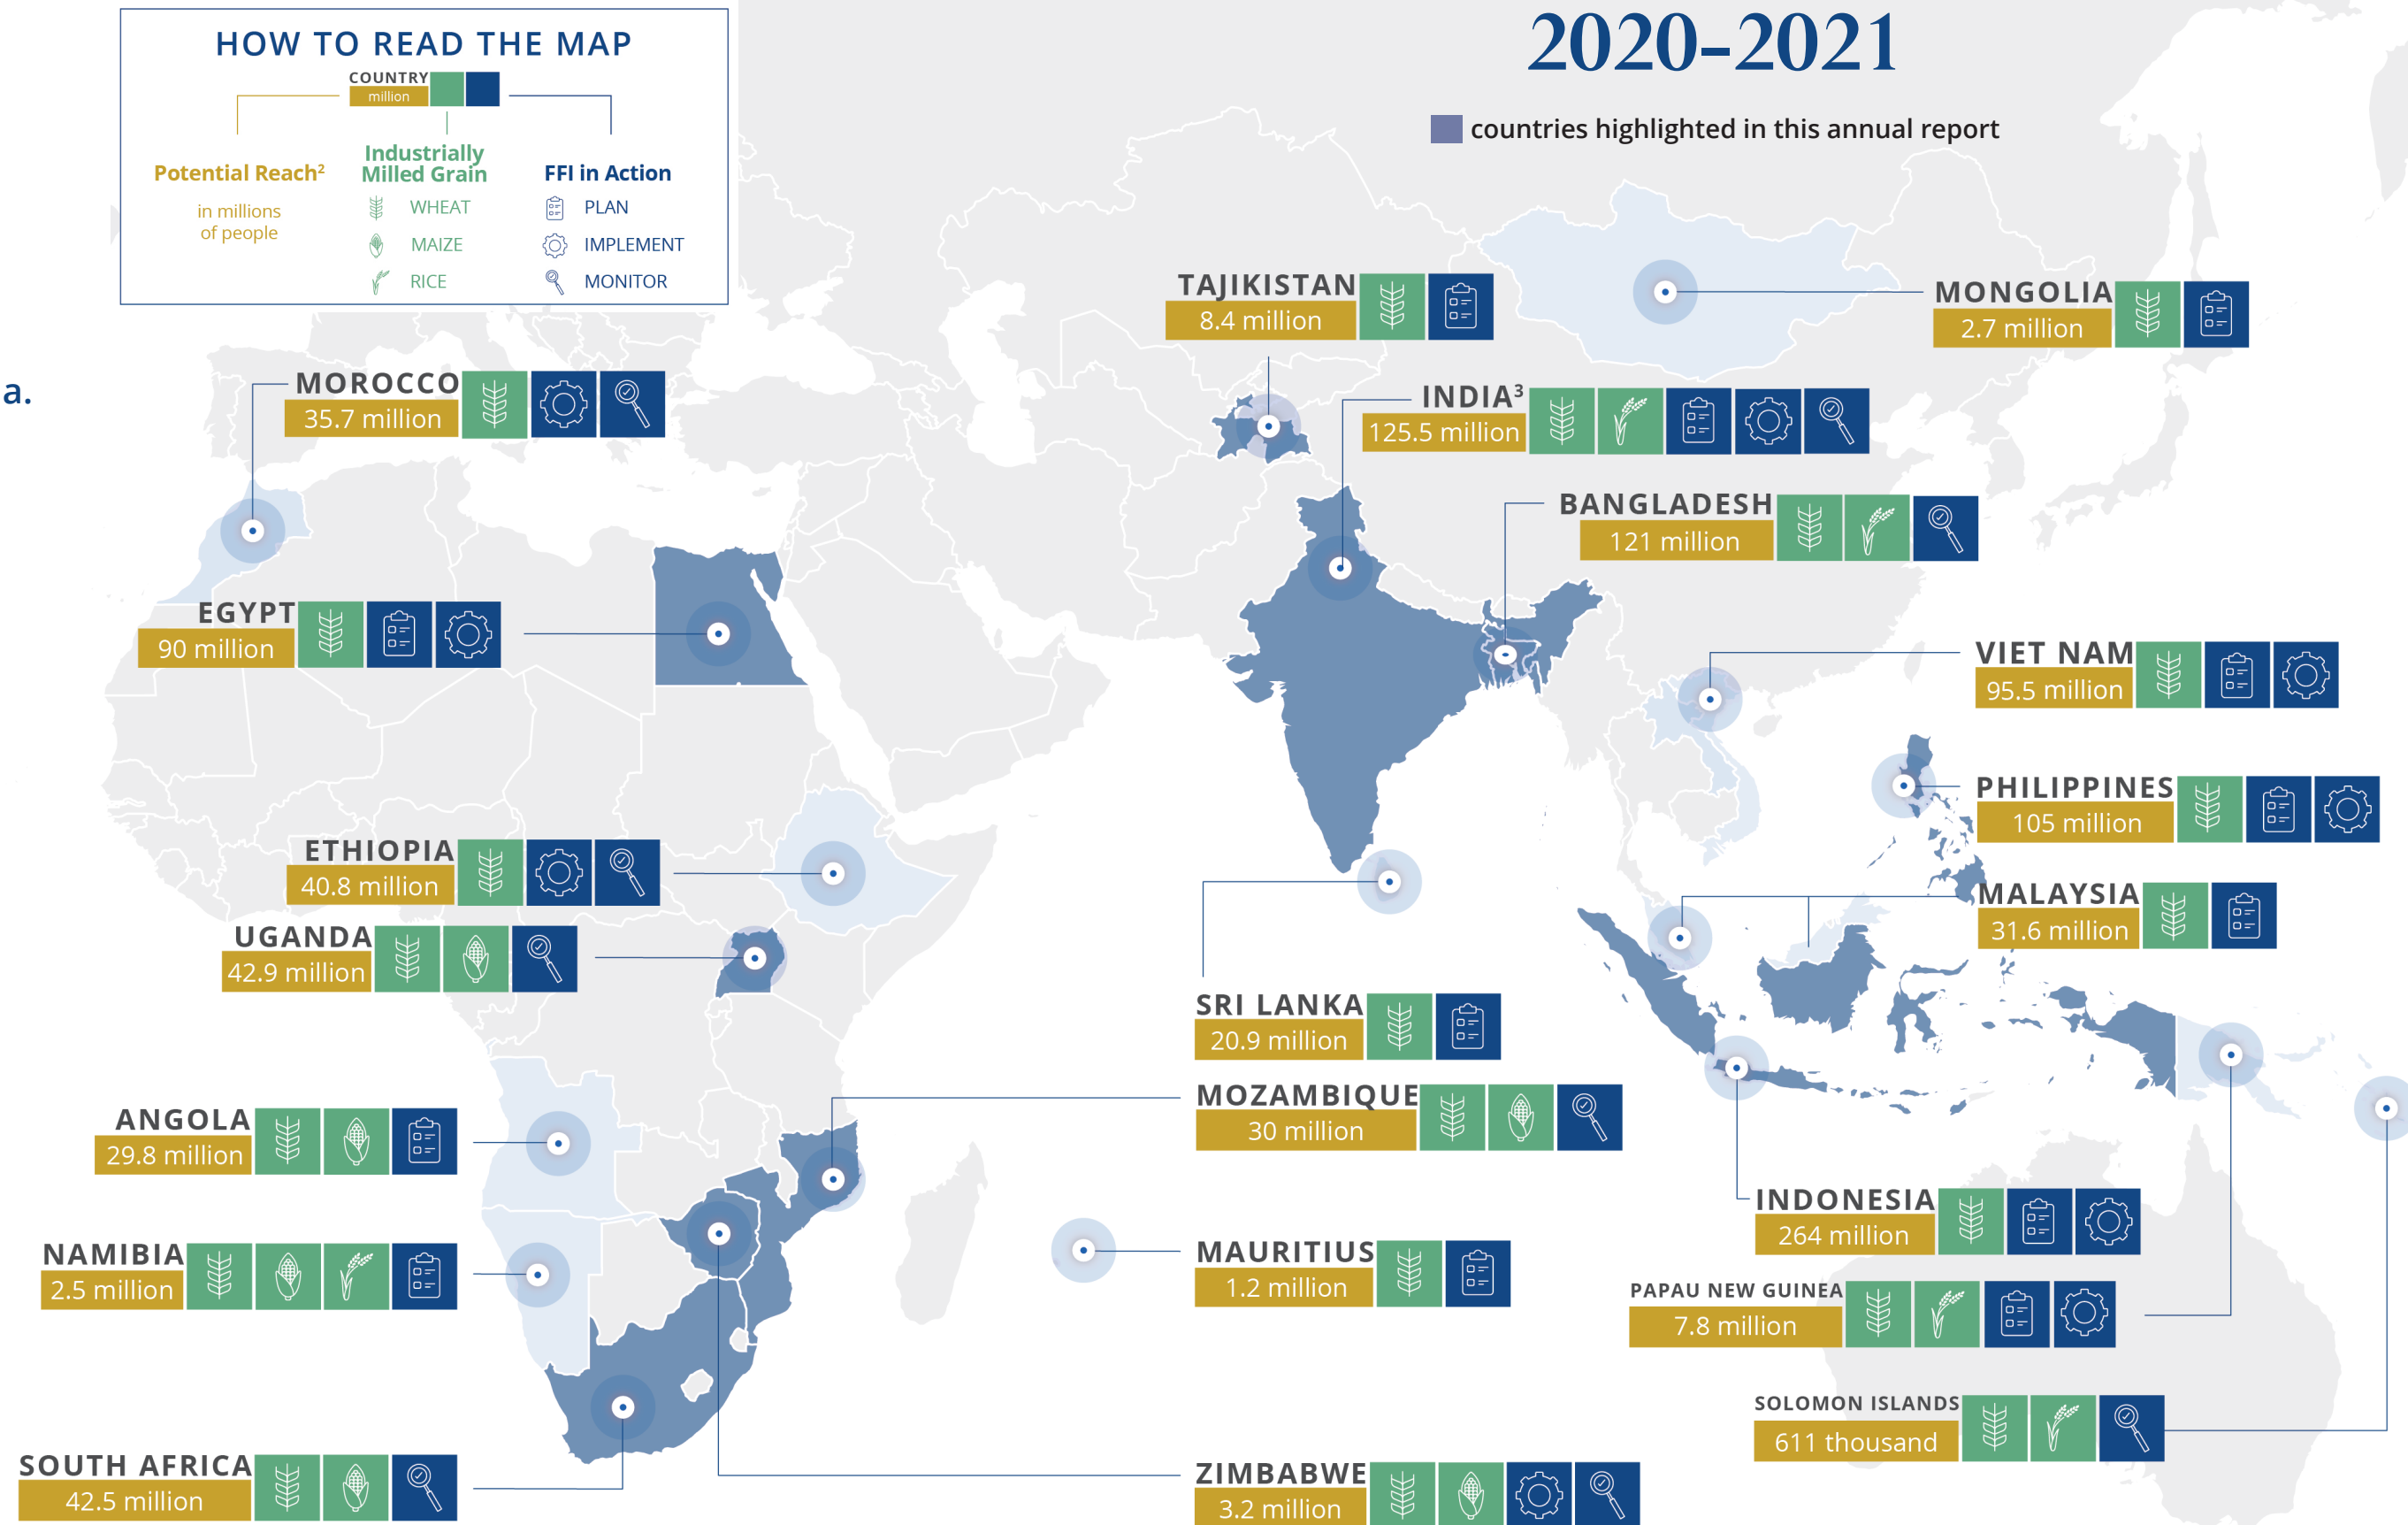 HOW TO READ THE MAP
COUNTRY
million
Potential Reach²
in millions
of people
Industrially
Milled Grain
WHEAT
MAIZE
RICE
FFI in Action
PLAN
IMPLEMENT
MONITOR
2020-2021
countries highlighted in this annual report
a.
TAJIKISTAN
8.4 million
MONGOLIA
2.7 million
MOROCCO
35.7 million
INDIA³
125.5 million
BANGLADESH
121 million
EGYPT
90 million
VIET NAM
95.5 million
PHILIPPINES
105 million
ETHIOPIA
40.8 million
MALAYSIA
31.6 million
UGANDA
42.9 million
SRI LANKA
20.9 million
MOZAMBIQUE
30 million
ANGOLA
29.8 million
INDONESIA
264 million
NAMIBIA
2.5 million
MAURITIUS
1.2 million
PAPAU NEW GUINEA
7.8 million
SOLOMON ISLANDS
611 thousand
SOUTH AFRICA
42.5 million
ZIMBABWE
3.2 million